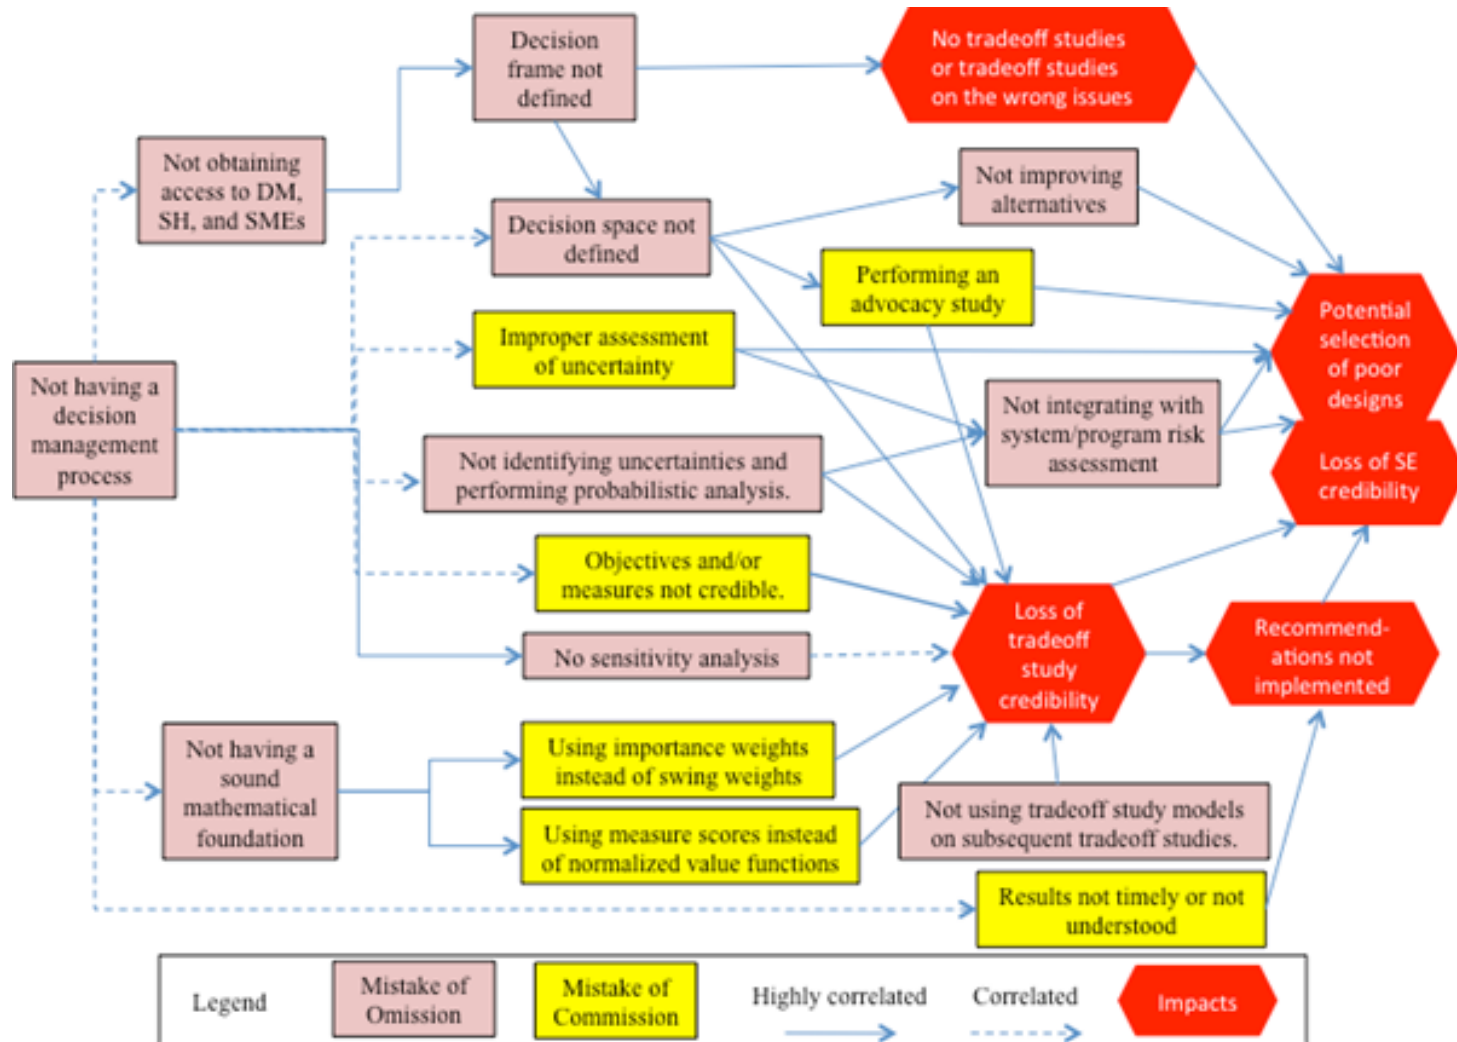 Decision
frame not
defined
No tradeoff studies
or tradeoff studies
on the wrong issues
Not obtaining
access to DM,
SH, and SMEs
Not improving
alternatives
Decision space not
defined
Performing an
advocacy study
Potential
selection
of poor
designs
Improper assessment
of uncertainty
Not having a
decision
management
process
Not integrating with
system/program risk
assessment
Not identifying uncertainties and
performing probabilistic analysis.
Loss of SE
credibility
Objectives and/or
measures not credible.
Loss of
tradeoff
study
credibility
Recommend-
ations not
implemented
No sensitivity analysis
Not having a
sound
mathematical
foundation
Using importance weights
instead of swing weights
Not using tradeoff study models
on subsequent tradeoff studies.
Using measure scores instead
of normalized value functions
Results not timely or not
understood
Legend
Mistake of
Omission
Mistake of
Commission
Highly correlated
Correlated
Impacts